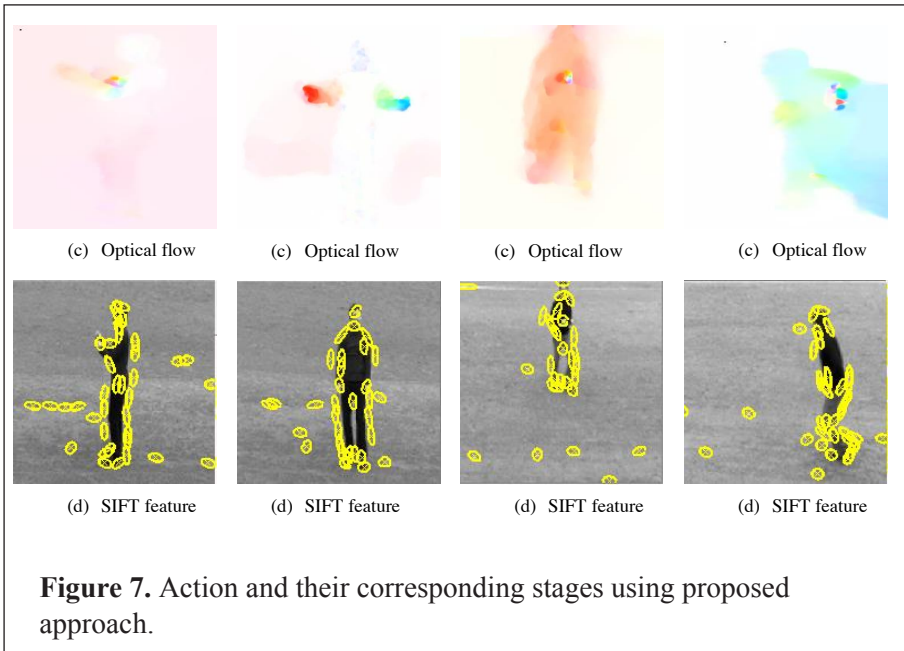 (c) Optical flow (c) Optical flow (c) Optical flow (c) Optical flow
(d) SIFT feature (d) SIFT feature (d) SIFT feature (d) SIFT feature
Figure 7. Action and their corresponding stages using proposed
approach.